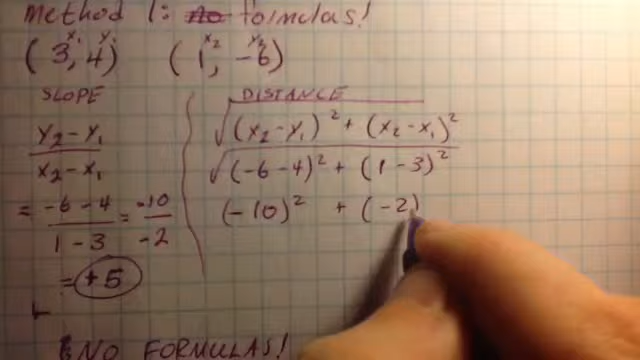 Method 1: no formulas!
x₁ y₁ x₂ y₂
(3, 4) (1, -6)
SLOPE
y₂-y₁
x₂-x₁
= -6-4 = -10
1-3 -2
= +5
DISTANCE
√(x₂-y₁)² + (x₂-x₁)²
√(-6-4)² + (1-3)²
(-10)² + (-2)
NO FORMULAS!